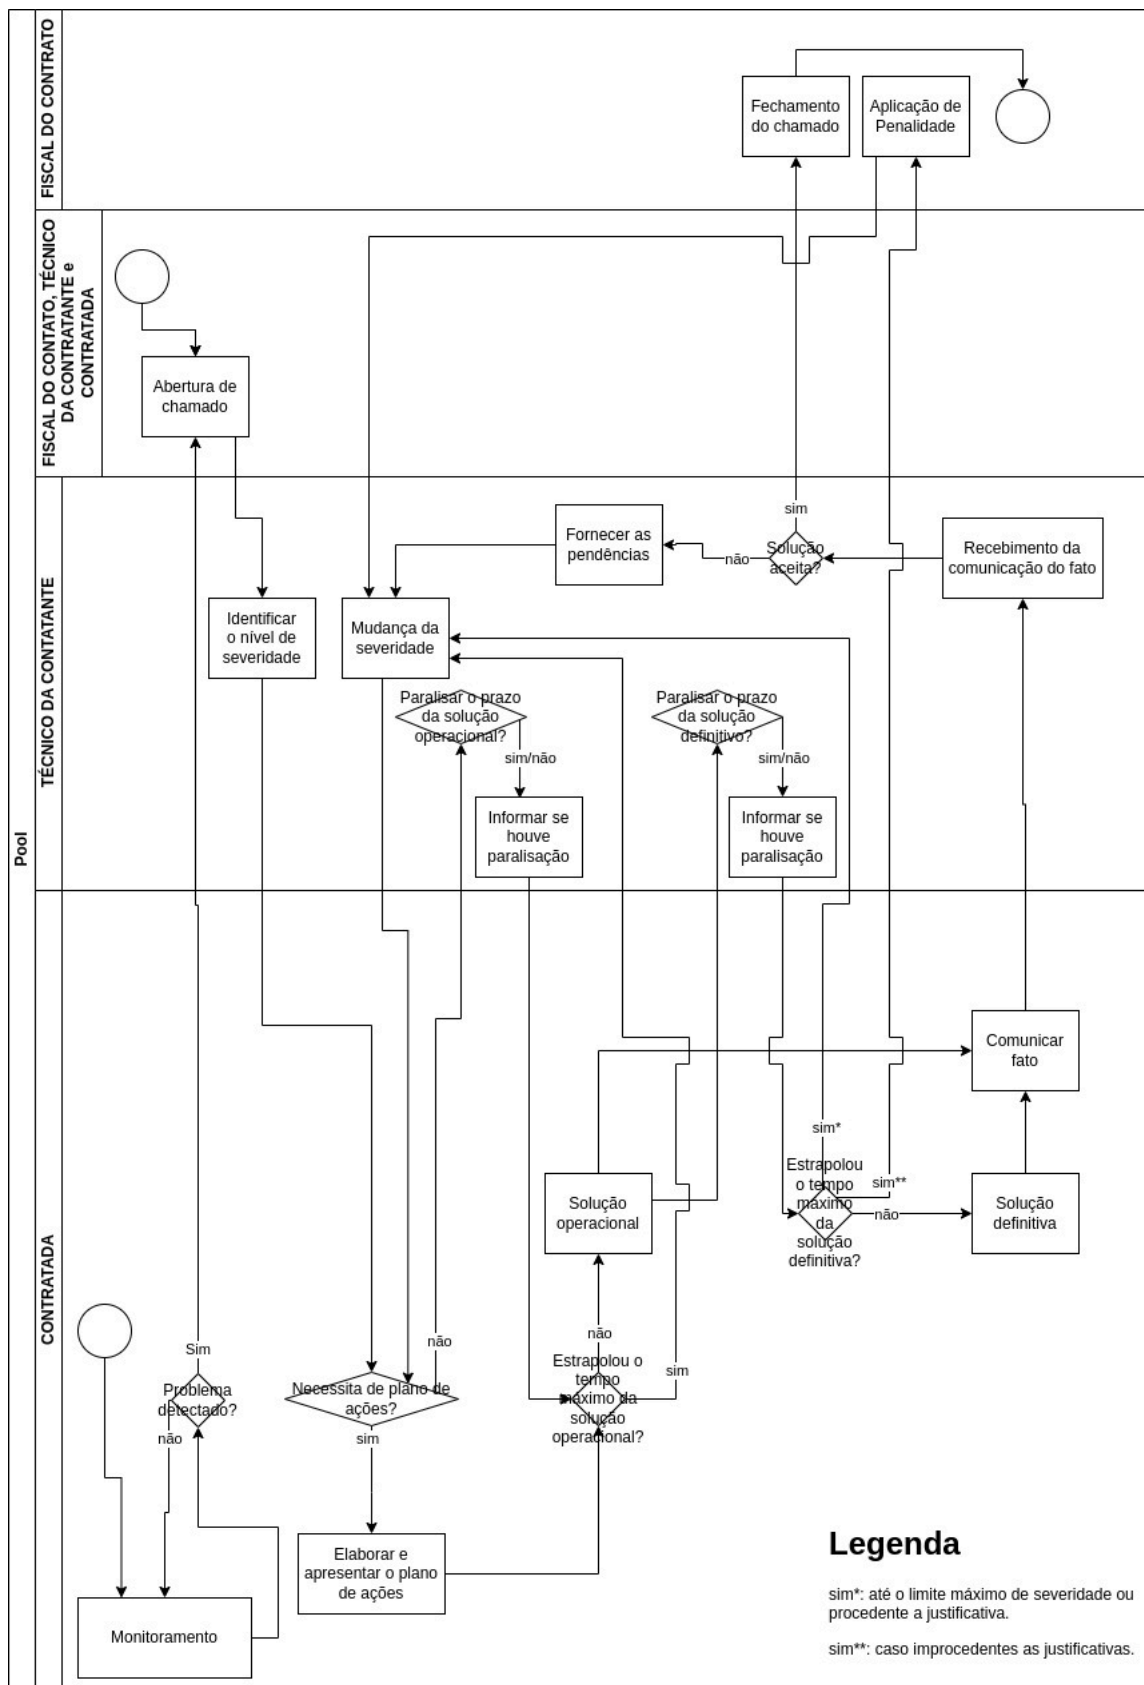 Pool
FISCAL DO CONTRATO
Fechamento
do chamado
Aplicação de
Penalidade
FISCAL DO CONTATO, TÉCNICO
DA CONTRATANTE e
CONTRATADA
Abertura de
chamado
TÉCNICO DA CONTATANTE
sim
Fornecer as
pendências
não
Solução
aceita?
Recebimento da
comunicação do fato
Identificar
o nível de
severidade
Mudança da
severidade
Paralisar o prazo
da solução
operacional?
sim/não
Informar se
houve
paralisação
Paralisar o prazo
da solução
definitivo?
sim/não
Informar se
houve
paralisação
CONTRATADA
Comunicar
fato
sim*
Estrapolou
o tempo
máximo
da
solução
definitiva?
sim**
não
Solução
definitiva
Solução
operacional
não
Estrapolou o
tempo
máximo da
solução
operacional?
sim
Sim
Problema
detectado?
não
não
Necessita de plano de
ações?
sim
Elaborar e
apresentar o plano
de ações
Monitoramento
Legenda
sim*: até o limite máximo de severidade ou
procedente a justificativa.
sim**: caso improcedentes as justificativas.